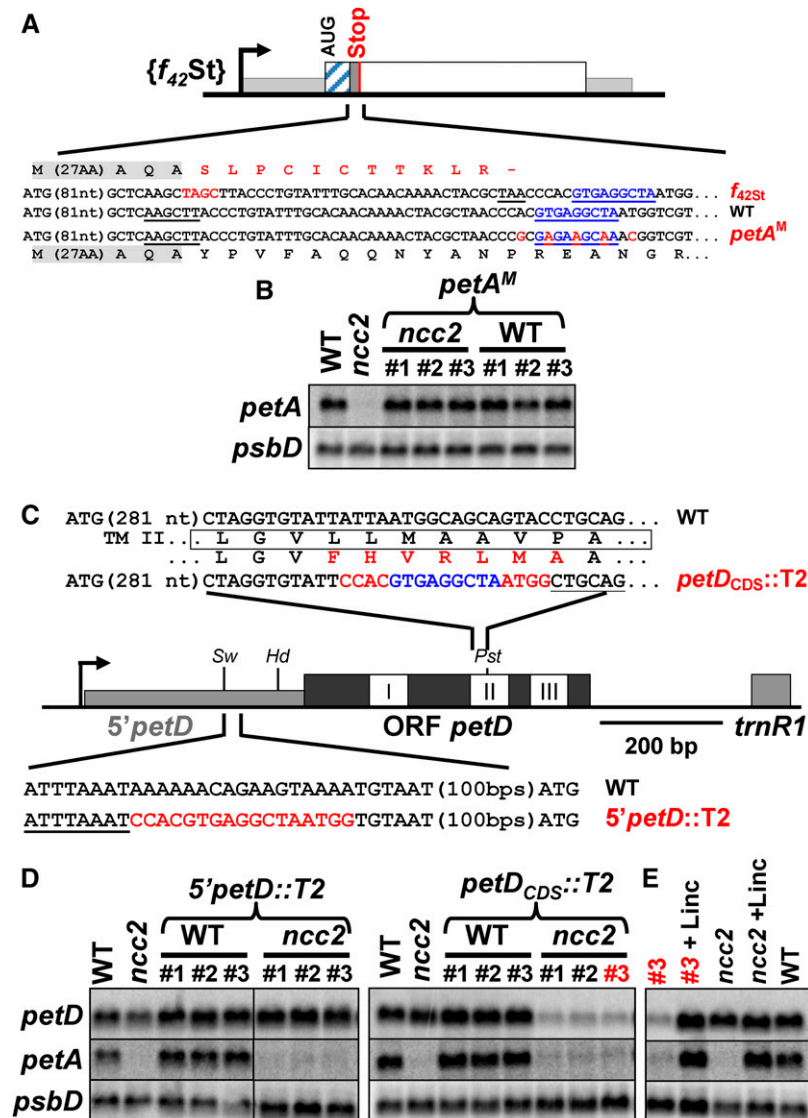 A
{f42St}
AUG
Stop
M (27AA) A Q A S L P C I C T T K L R -
ATG(81nt)GCTCAAGCTAGCTTACCCTGTATTTGCACAACAAAACTACGCTAACCCACGTGAGGCTAATGG... f42St
ATG(81nt)GCTCAAGCTTACCCTGTATTTGCACAACAAAACTACGCTAACCCACGTGAGGCTAATGGTCGT... WT
ATG(81nt)GCTCAAGCTTACCCTGTATTTGCACAACAAAACTACGCTAACCCGCGAGAAGCAAACGGTCGT... petAM
M (27AA) A Q A Y P V F A Q Q N Y A N P R E A N G R...
B
petAM
WT ncc2 ncc2 WT
#1 #2 #3 #1 #2 #3
petA
psbD
C
ATG(281 nt)CTAGGTGTATTATTAATGGCAGCAGTACCTGCAG... WT
TM II.. . L G V L L M A A V P A .
.. L G V F H V R L M A A ..
ATG(281 nt)CTAGGTGTATTCCACGTGAGGCTAATGGCTGCAG... petDCDS::T2
Sw Hd Pst
I II III
5'petD ORF petD trnR1
200 bp
ATTTAAATAAAAAACAGAAGTAAAATGTAAT(100bps)ATG WT
ATTTAAATCCACGTGAGGCTAATGGTGTAAT(100bps)ATG 5'petD::T2
D
5'petD::T2 petDCDS::T2
WT ncc2 WT ncc2 WT ncc2 WT ncc2
#1 #2 #3 #1 #2 #3 #1 #2 #3 #1 #2 #3
E
#3 #3 + Linc ncc2 ncc2 +Linc WT
petD
petA
psbD